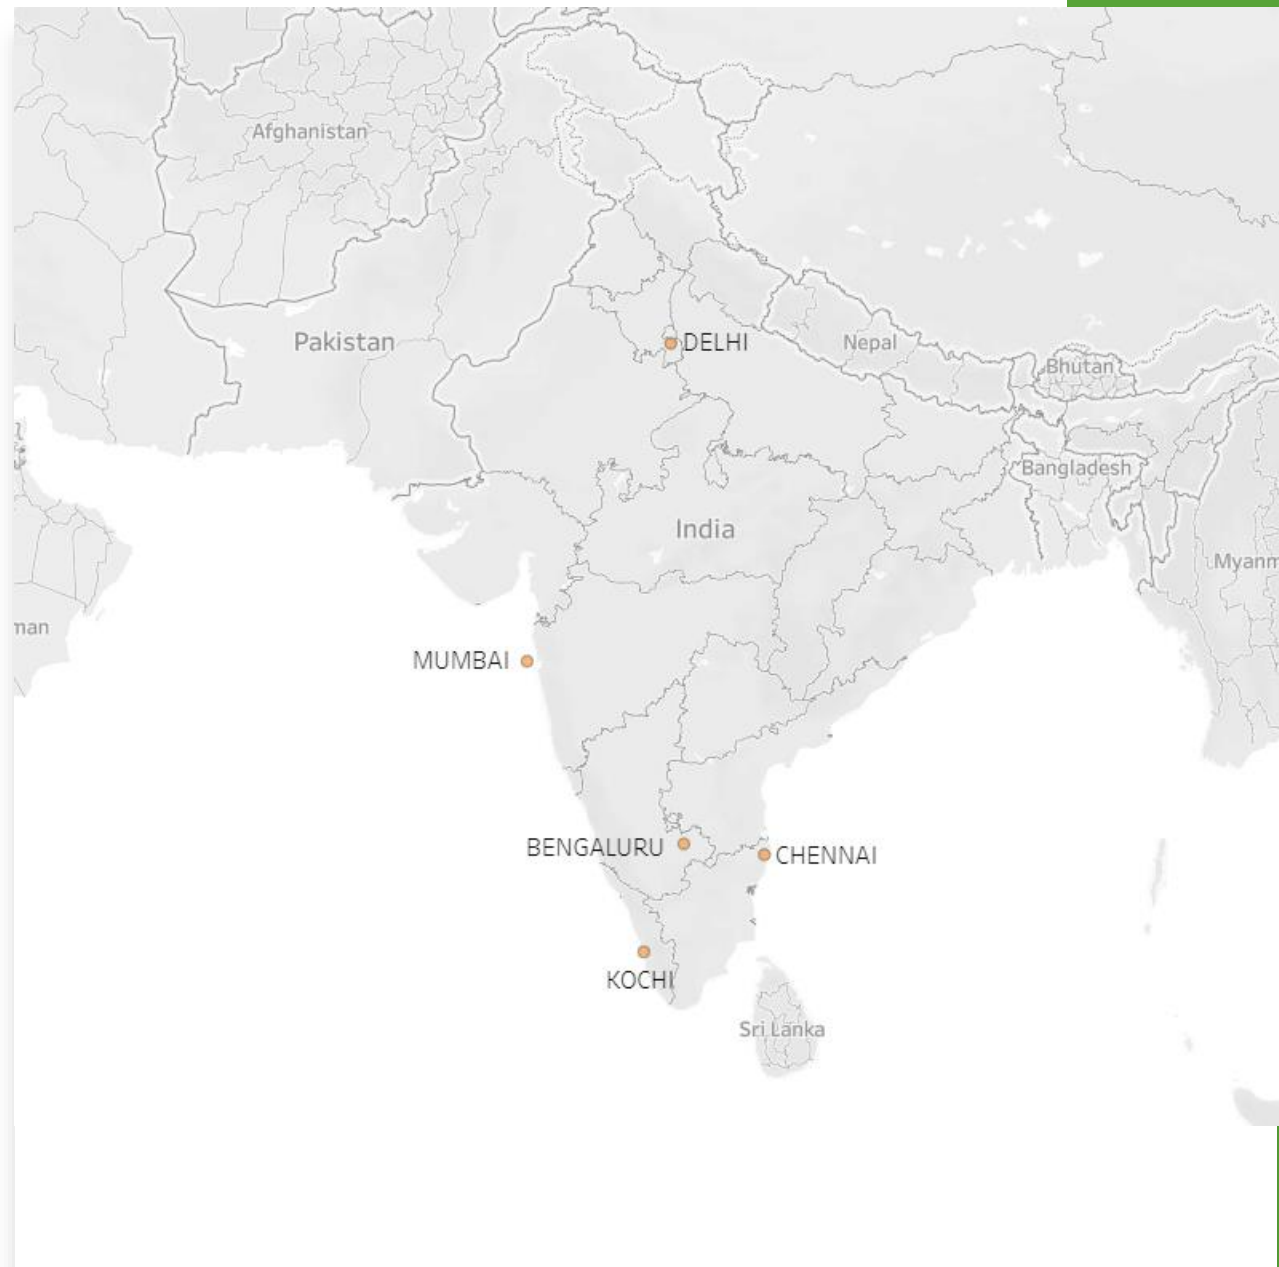 Afghanistan
Pakistan
DELHI
Nepal
Bhutan
Bangladesh
India
Myanm
man
MUMBAI
BENGALURU
CHENNAI
KOCHI
Sri Lanka